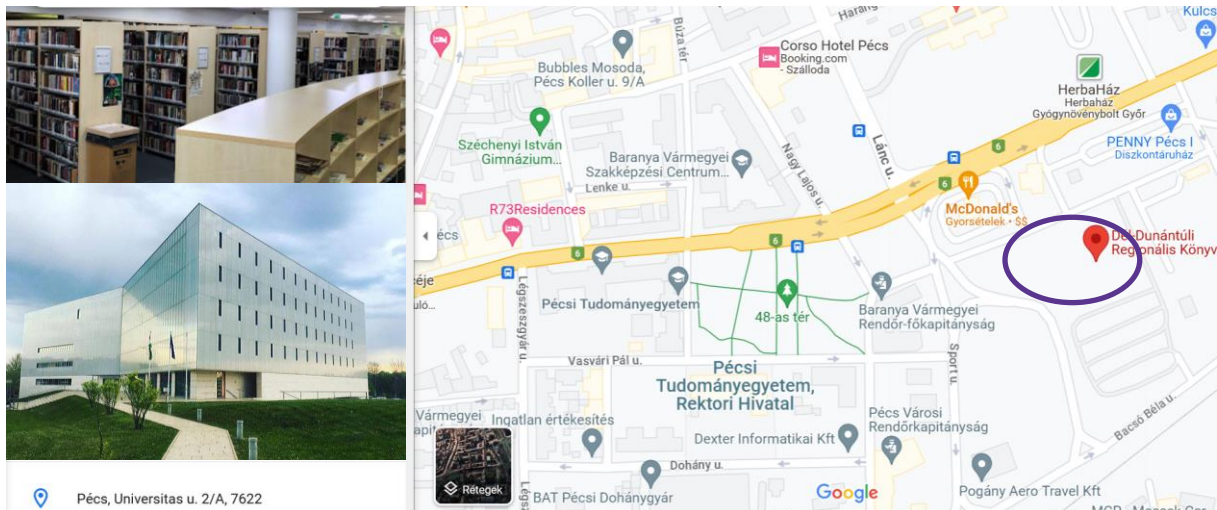 Pécs, Universitas u. 2/A, 7622
Búza tér
Kulcs
Corso Hotel Pécs
Booking.com
- Szálloda
Bubbles Mosoda,
Pécs Koller u. 9/A
HerbaHáz
Herbaház
Gyógynövénybolt Győr
Széchenyi István
Gimnázium...
PENNY Pécs I
Diszkontáruház
Baranya Vármegyei
Szakképzési Centrum...
Nagy Lajos u.
Lánc u.
6
Lenke u.
6
R73Residences
McDonald's
Gyorsételek • $$
Dél-Dunántúli
Regionális Könyv
écs
6
6
céje
uló...
Légszeszgyár u.
Pécsi Tudományegyetem
48-as tér
Baranya Vármegyei
Rendőr-főkapitányság
Vasvári Pál u.
Sport u.
Pécsi
Tudományegyetem,
Rektori Hivatal
Bacsó Béla u.
Vármegyei
Ingatlan értékesítés
Pécs Városi
Rendőrkapitányság
Dexter Informatikai Kft
Dohány u.
Rétegek
BAT Pécsi Dohánygyár
Google
Pogány Aero Travel Kft